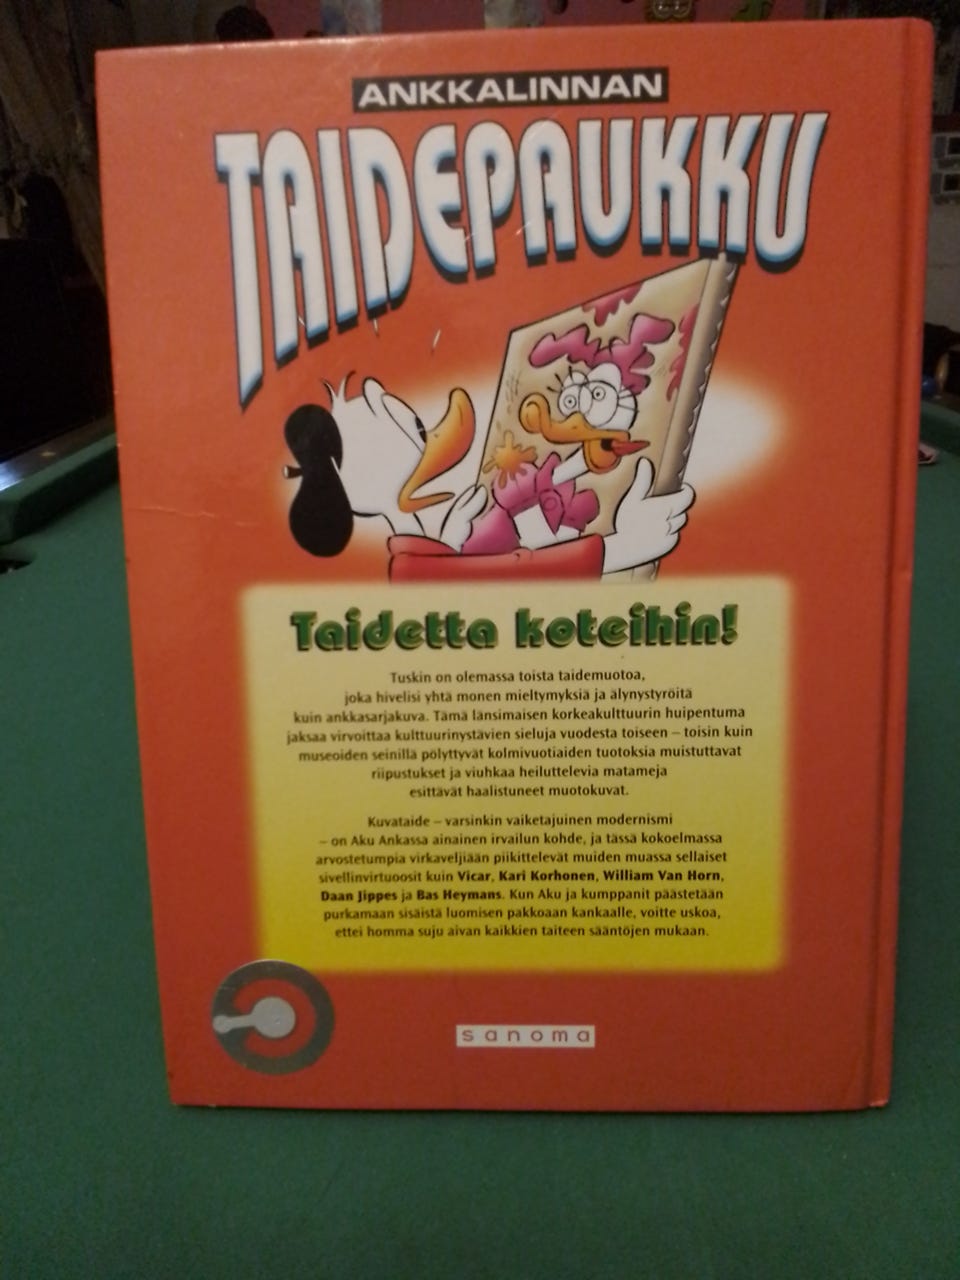 ANKKALINNAN
TAIDEPAUKKU
Taidetta koteihin!
Tuskin on olemassa toista taidemuotoa,
joka hivelisi yhtä monen mieltymyksiä ja älynystyröitä
kuin ankkasarjakuva. Tämä länsimaisen korkeakulttuurin huipentuma
jaksaa virvoittaa kulttuurinystävien sieluja vuodesta toiseen – toisin kuin
museoiden seinillä pölyttyvät kolmivuotiaiden tuotoksia muistuttavat
riipustukset ja viuhkaa heiluttelevia matameja
esittävät haalistuneet muotokuvat.
Kuvataide – varsinkin vaiketajuinen modernismi
– on Aku Ankassa ainainen irvailun kohde, ja tässä kokoelmassa
arvostetumpia virkaveljiään piikittelevät muiden muassa sellaiset
sivellinvirtuoosit kuin Vicar, Kari Korhonen, William Van Horn,
Daan Jippes ja Bas Heymans. Kun Aku ja kumppanit päästetään
purkamaan sisäistä luomisen pakkoaan kankaalle, voitte uskoa,
ettei homma suju aivan kaikkien taiteen sääntöjen mukaan.
sanoma